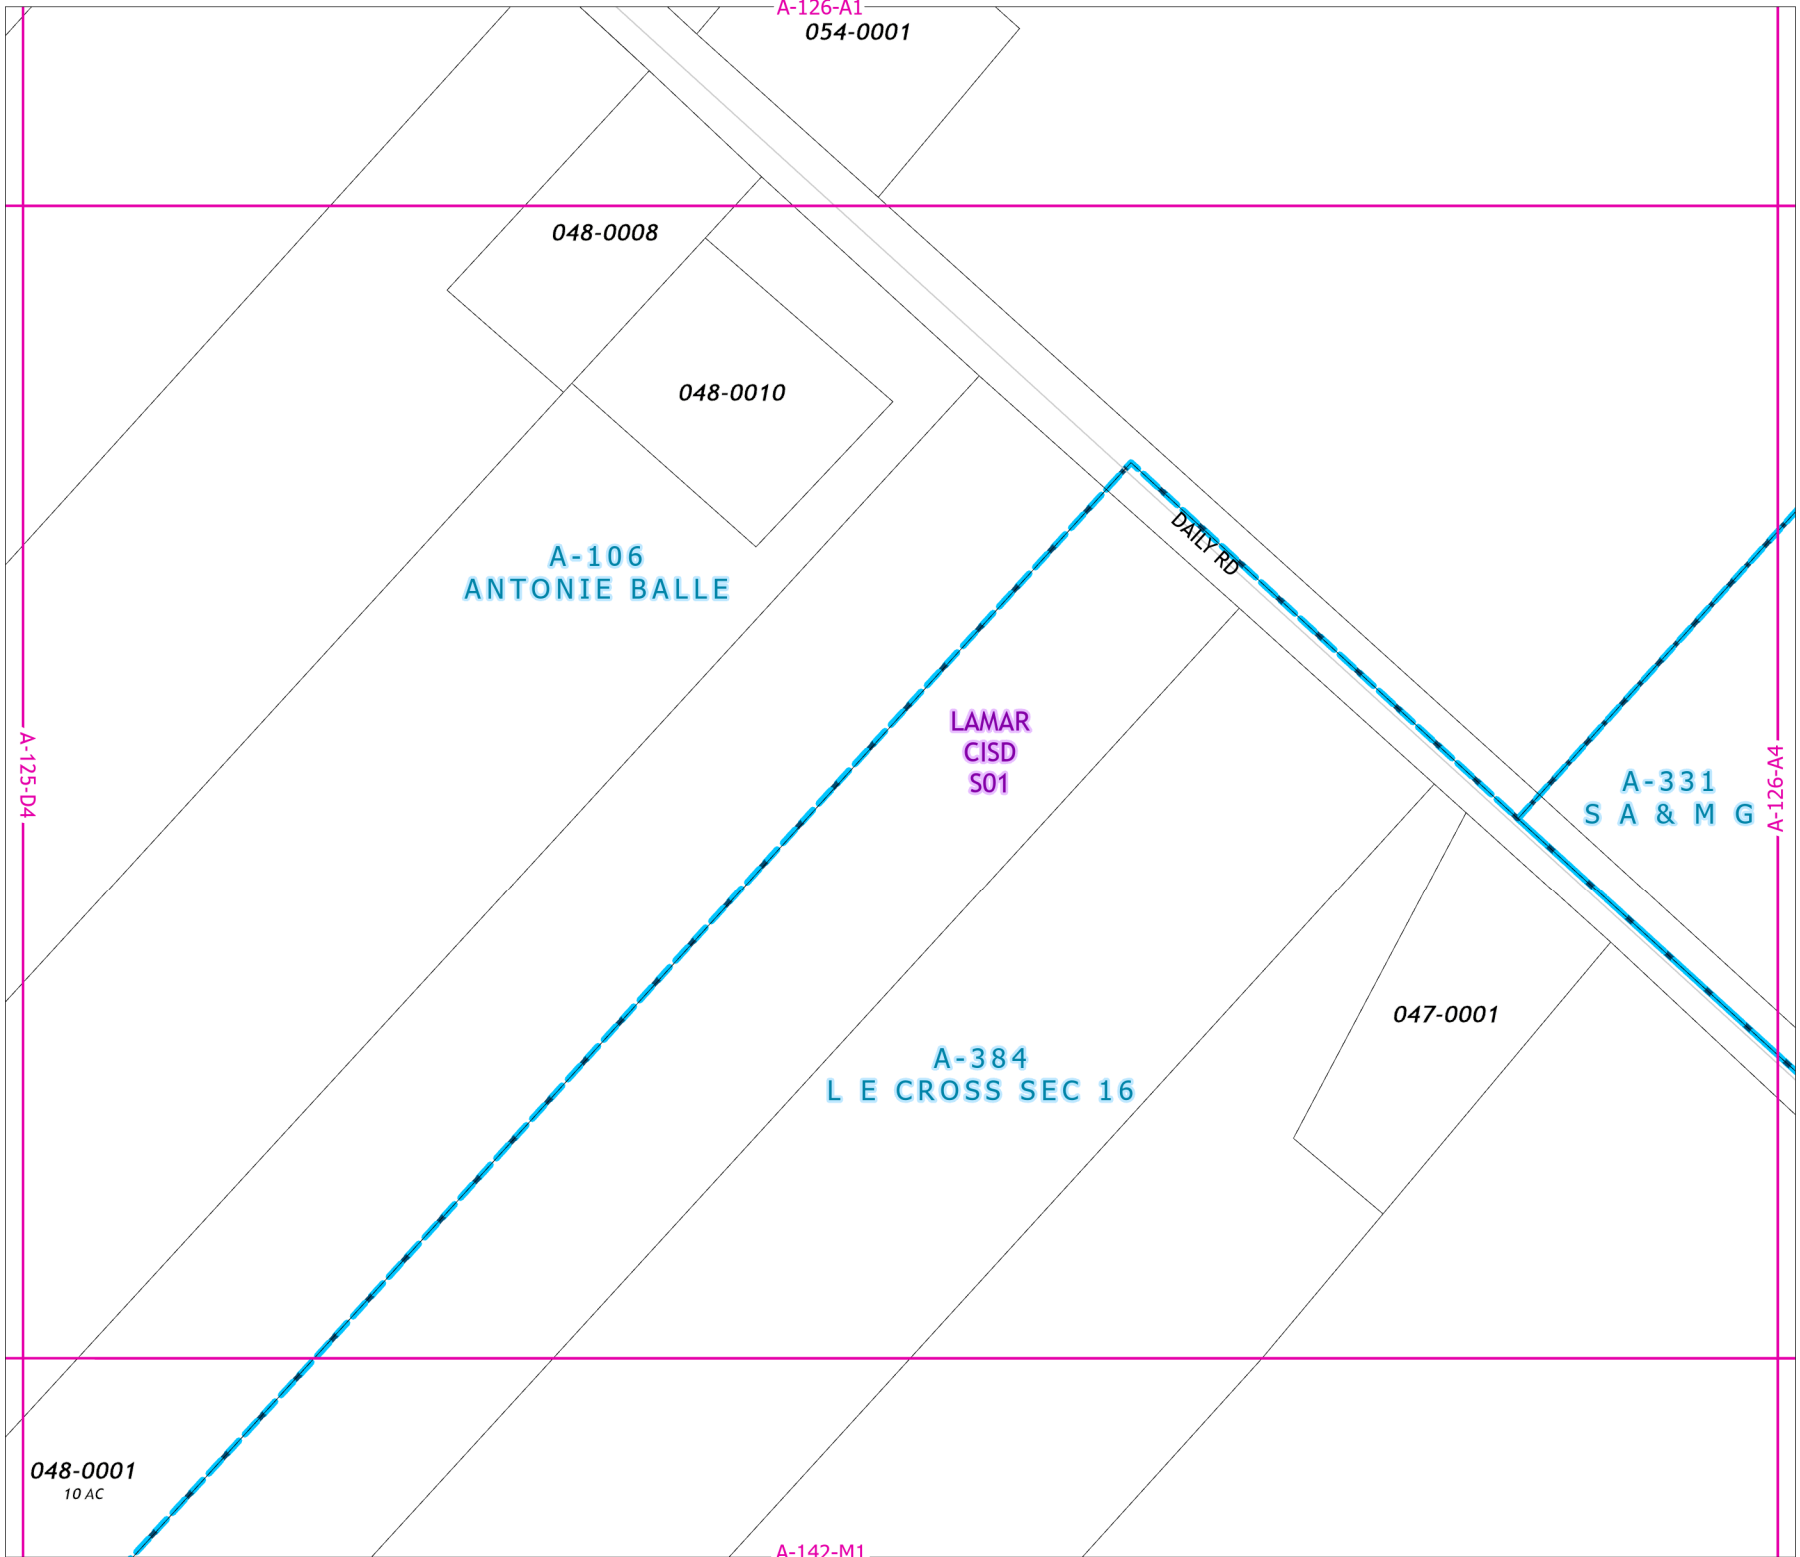 A-126-A1
054-0001
048-0008
048-0010
DAILY RD
A-106
ANTONIE BALLE
LAMAR
CISD
S01
A-125-D4
A-126-A4
A-331
S A & M G
047-0001
A-384
L E CROSS SEC 16
048-0001
10 AC
A-142-M1